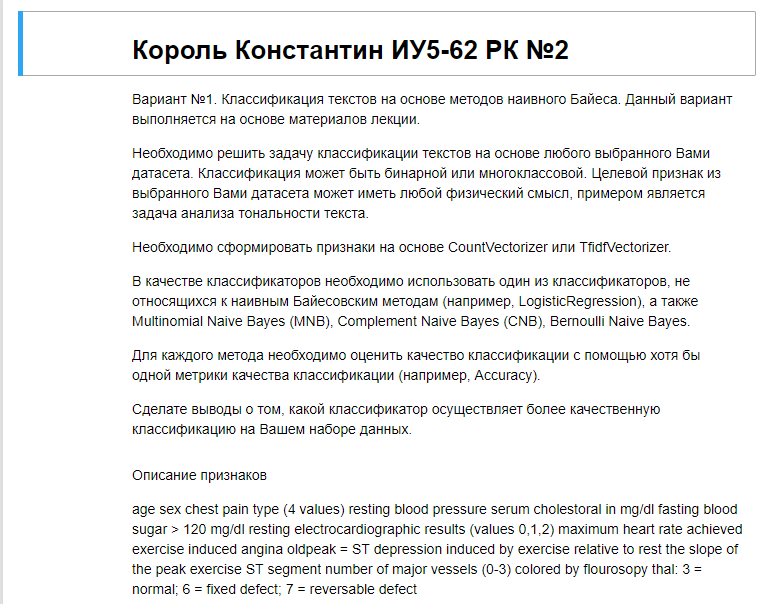 Король Константин ИУ5-62 РК №2
Вариант №1. Классификация текстов на основе методов наивного Байеса. Данный вариант
выполняется на основе материалов лекции.
Необходимо решить задачу классификации текстов на основе любого выбранного Вами
датасета. Классификация может быть бинарной или многоклассовой. Целевой признак из
выбранного Вами датасета может иметь любой физический смысл, примером является
задача анализа тональности текста.
Необходимо сформировать признаки на основе CountVectorizer или TfidfVectorizer.
В качестве классификаторов необходимо использовать один из классификаторов, не
относящихся к наивным Байесовским методам (например, LogisticRegression), а также
Multinomial Naive Bayes (MNB), Complement Naive Bayes (CNB), Bernoulli Naive Bayes.
Для каждого метода необходимо оценить качество классификации с помощью хотя бы
одной метрики качества классификации (например, Accuracy).
Сделате выводы о том, какой классификатор осуществляет более качественную
классификацию на Вашем наборе данных.
Описание признаков
age sex chest pain type (4 values) resting blood pressure serum cholestoral in mg/dl fasting blood
sugar > 120 mg/dl resting electrocardiographic results (values 0,1,2) maximum heart rate achieved
exercise induced angina oldpeak = ST depression induced by exercise relative to rest the slope of
the peak exercise ST segment number of major vessels (0-3) colored by flourosopy thal: 3 =
normal; 6 = fixed defect; 7 = reversable defect